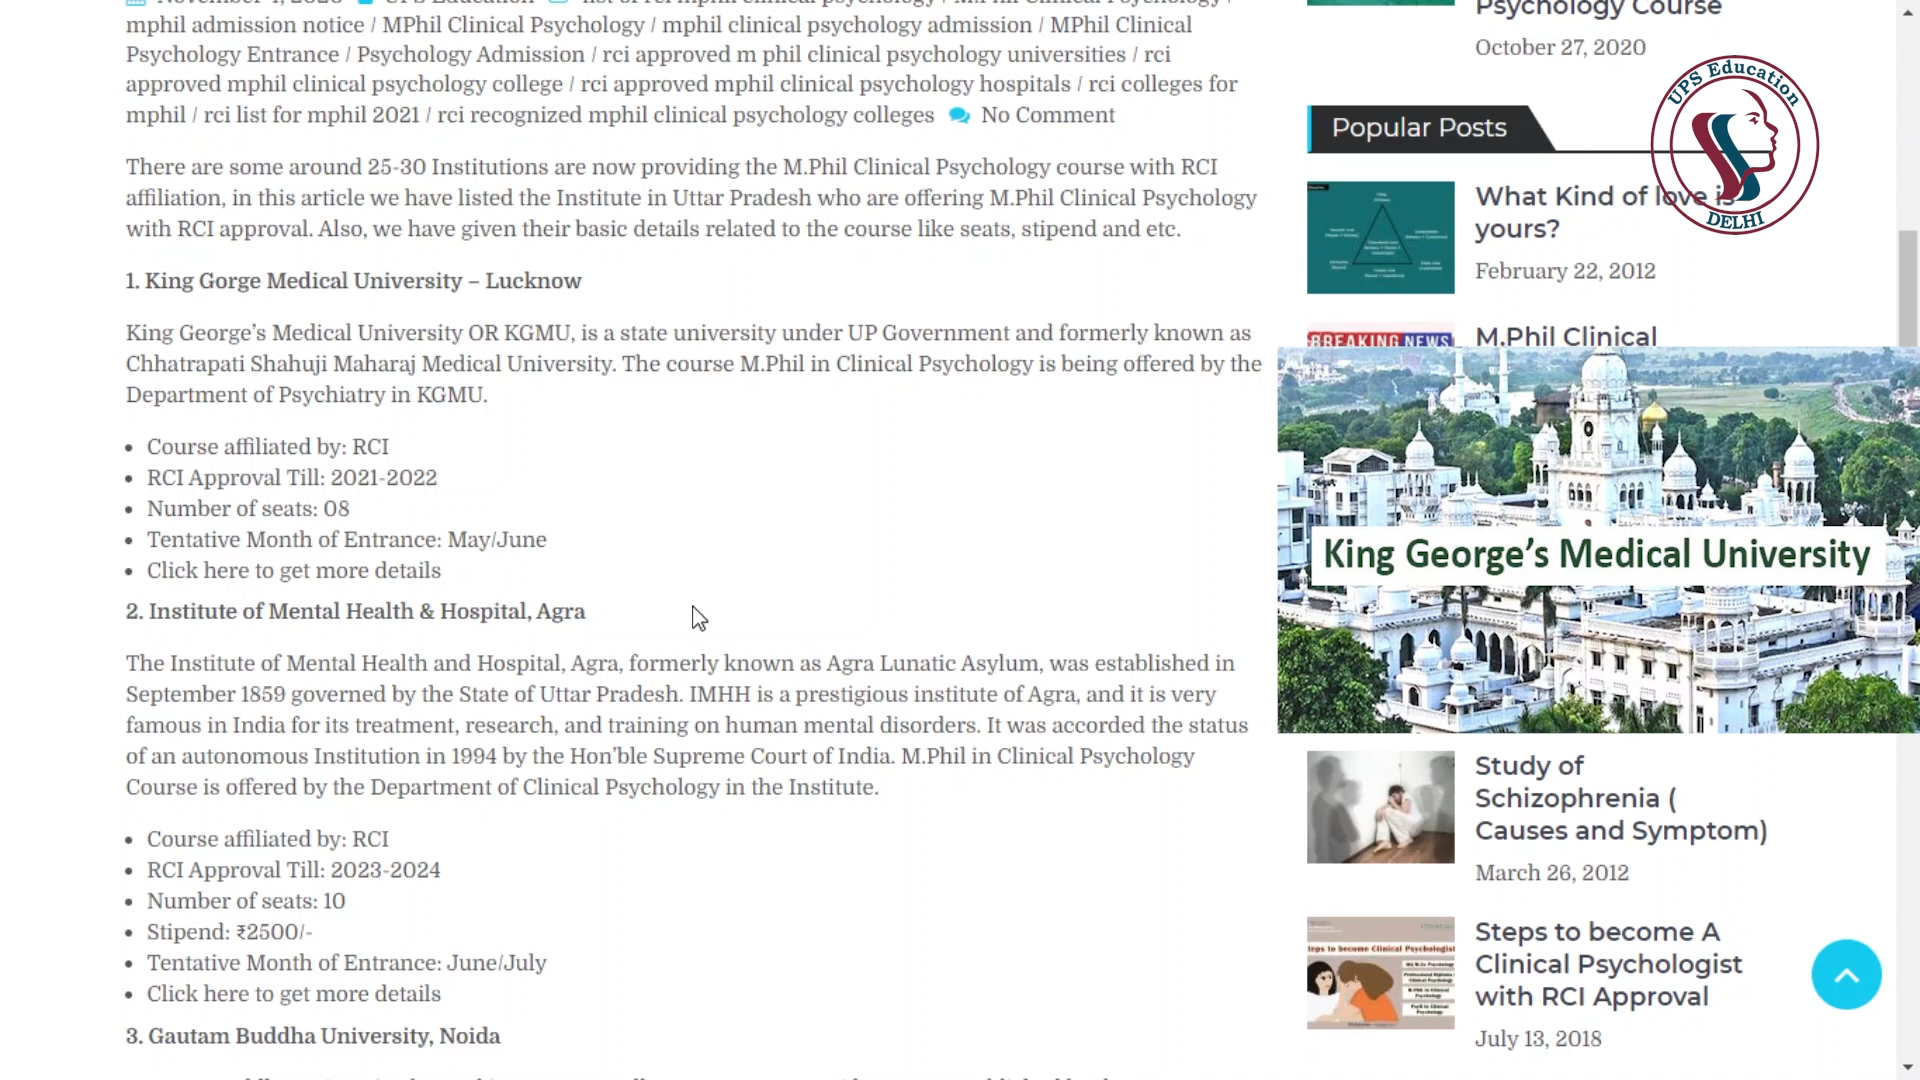 mphil admission notice / MPhil Clinical Psychology / mphil clinical psychology admission / MPhil Clinical
Psychology Entrance / Psychology Admission / rci approved m phil clinical psychology universities / rci
approved mphil clinical psychology college / rci approved mphil clinical psychology hospitals / rci colleges for
mphil / rci list for mphil 2021 / rci recognized mphil clinical psychology colleges No Comment
There are some around 25-30 Institutions are now providing the M.Phil Clinical Psychology course with RCI
affiliation, in this article we have listed the Institute in Uttar Pradesh who are offering M.Phil Clinical Psychology
with RCI approval. Also, we have given their basic details related to the course like seats, stipend and etc.
1. King Gorge Medical University – Lucknow
King George’s Medical University OR KGMU, is a state university under UP Government and formerly known as
Chhatrapati Shahuji Maharaj Medical University. The course M.Phil in Clinical Psychology is being offered by the
Department of Psychiatry in KGMU.
• Course affiliated by: RCI
• RCI Approval Till: 2021-2022
• Number of seats: 08
• Tentative Month of Entrance: May/June
• Click here to get more details
2. Institute of Mental Health & Hospital, Agra
The Institute of Mental Health and Hospital, Agra, formerly known as Agra Lunatic Asylum, was established in
September 1859 governed by the State of Uttar Pradesh. IMHH is a prestigious institute of Agra, and it is very
famous in India for its treatment, research, and training on human mental disorders. It was accorded the status
of an autonomous Institution in 1994 by the Hon’ble Supreme Court of India. M.Phil in Clinical Psychology
Course is offered by the Department of Clinical Psychology in the Institute.
• Course affiliated by: RCI
• RCI Approval Till: 2023-2024
• Number of seats: 10
• Stipend: ₹2500/-
• Tentative Month of Entrance: June/July
• Click here to get more details
3. Gautam Buddha University, Noida
Psychology Course
October 27, 2020
UPS Education
DELHI
Popular Posts
What Kind of love is
yours?
February 22, 2012
BREAKING NEWS
M.Phil Clinical
King George’s Medical University
Study of
Schizophrenia (
Causes and Symptom)
March 26, 2012
Steps to become Clinical Psychologist
Steps to become A
Clinical Psychologist
with RCI Approval
July 13, 2018